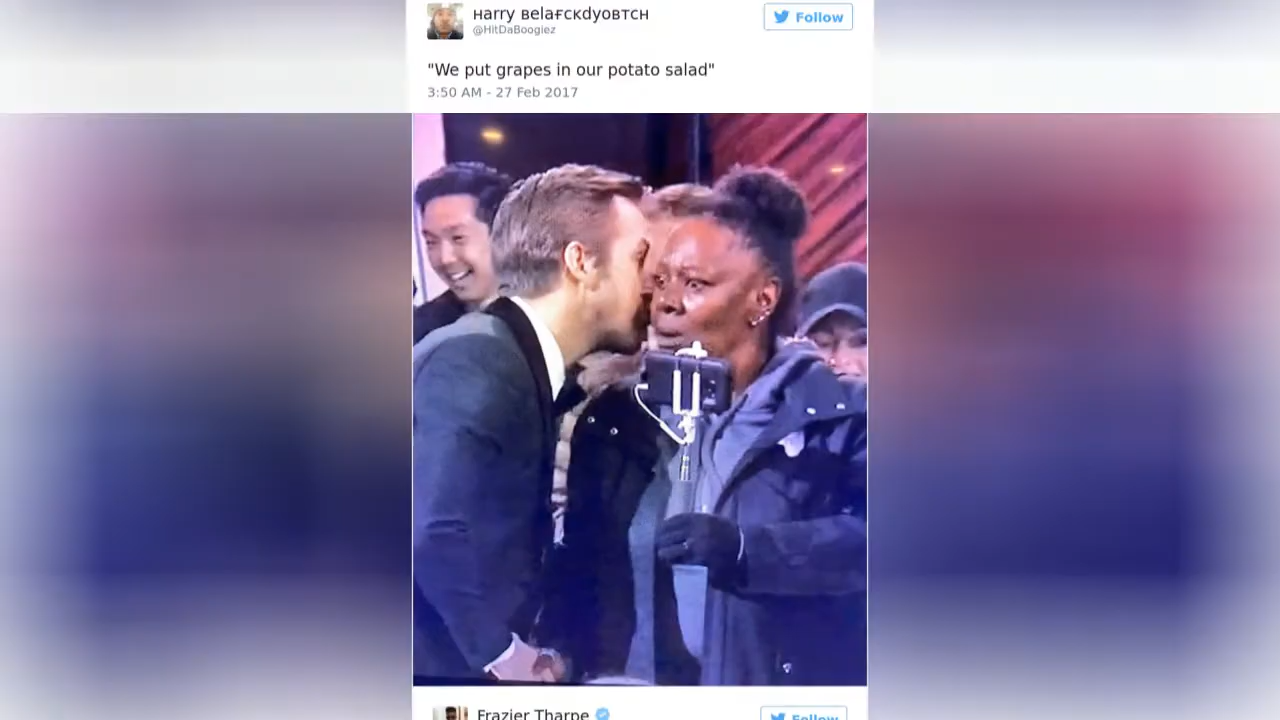 нarry вelaғcĸdyoвтcн
Follow
@HitDaBoogiez
"We put grapes in our potato salad"
3:50 AM - 27 Feb 2017
Frazier Tharpe
Follow